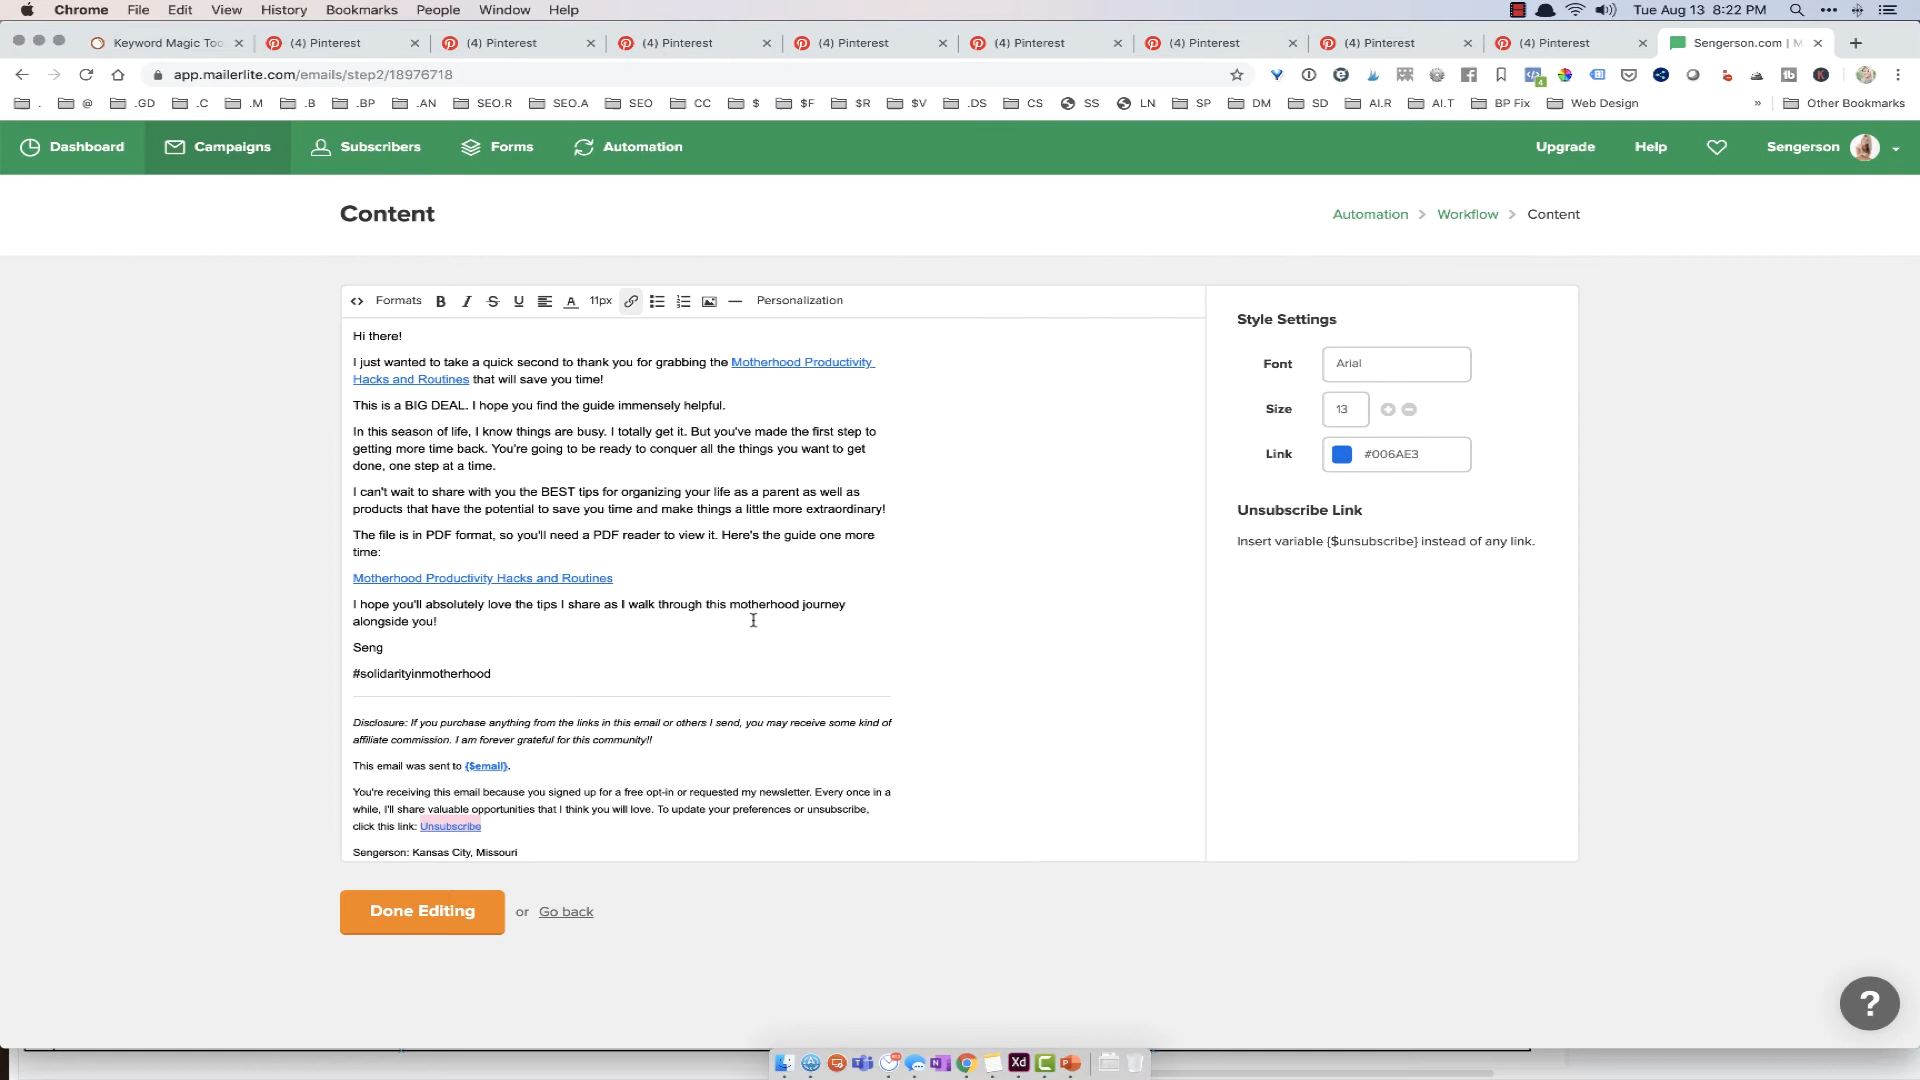 Chrome File Edit View History Bookmarks People Window Help Tue Aug 13 8:22 PM
Keyword Magic Too (4) Pinterest (4) Pinterest (4) Pinterest (4) Pinterest (4) Pinterest (4) Pinterest (4) Pinterest (4) Pinterest Sengerson.com | M
app.mailerlite.com/emails/step2/18976718
. @ .GD .C .M .B .BP .AN SEO.R SEO.A SEO CC $ $F $R $V .DS CS SS LN SP DM SD AI.R AI.T BP Fix Web Design » Other Bookmarks
Dashboard Campaigns Subscribers Forms Automation Upgrade Help Sengerson
Content
Automation > Workflow > Content
Formats B I S U A 11px Personalization
Hi there!
I just wanted to take a quick second to thank you for grabbing the Motherhood Productivity
Hacks and Routines that will save you time!
This is a BIG DEAL. I hope you find the guide immensely helpful.
In this season of life, I know things are busy. I totally get it. But you've made the first step to
getting more time back. You're going to be ready to conquer all the things you want to get
done, one step at a time.
I can't wait to share with you the BEST tips for organizing your life as a parent as well as
products that have the potential to save you time and make things a little more extraordinary!
The file is in PDF format, so you'll need a PDF reader to view it. Here's the guide one more
time:
Motherhood Productivity Hacks and Routines
I hope you'll absolutely love the tips I share as I walk through this motherhood journey
alongside you!
Seng
#solidarityinmotherhood
Disclosure: If you purchase anything from the links in this email or others I send, you may receive some kind of
affiliate commission. I am forever grateful for this community!!
This email was sent to {$email}.
You're receiving this email because you signed up for a free opt-in or requested my newsletter. Every once in a
while, I'll share valuable opportunities that I think you will love. To update your preferences or unsubscribe,
click this link: Unsubscribe
Sengerson: Kansas City, Missouri
Style Settings
Font Arial
Size 13
Link #006AE3
Unsubscribe Link
Insert variable {$unsubscribe} instead of any link.
Done Editing or Go back
?
Xd